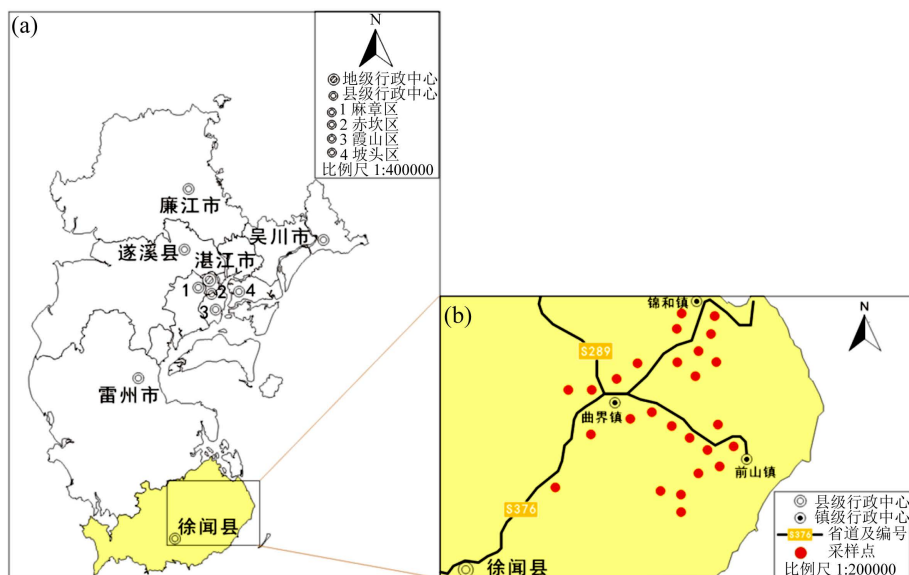 (a)
N
地级行政中心
县级行政中心
1 麻章区
2 赤坎区
3 霞山区
4 坡头区
比例尺 1:400000
廉江市
吴川市
遂溪县
湛江市
1
2
4
3
雷州市
徐闻县
(b)
锦和镇
N
S289
曲界镇
前山镇
S376
徐闻县
县级行政中心
镇级行政中心
S376 省道及编号
采样点
比例尺 1:200000